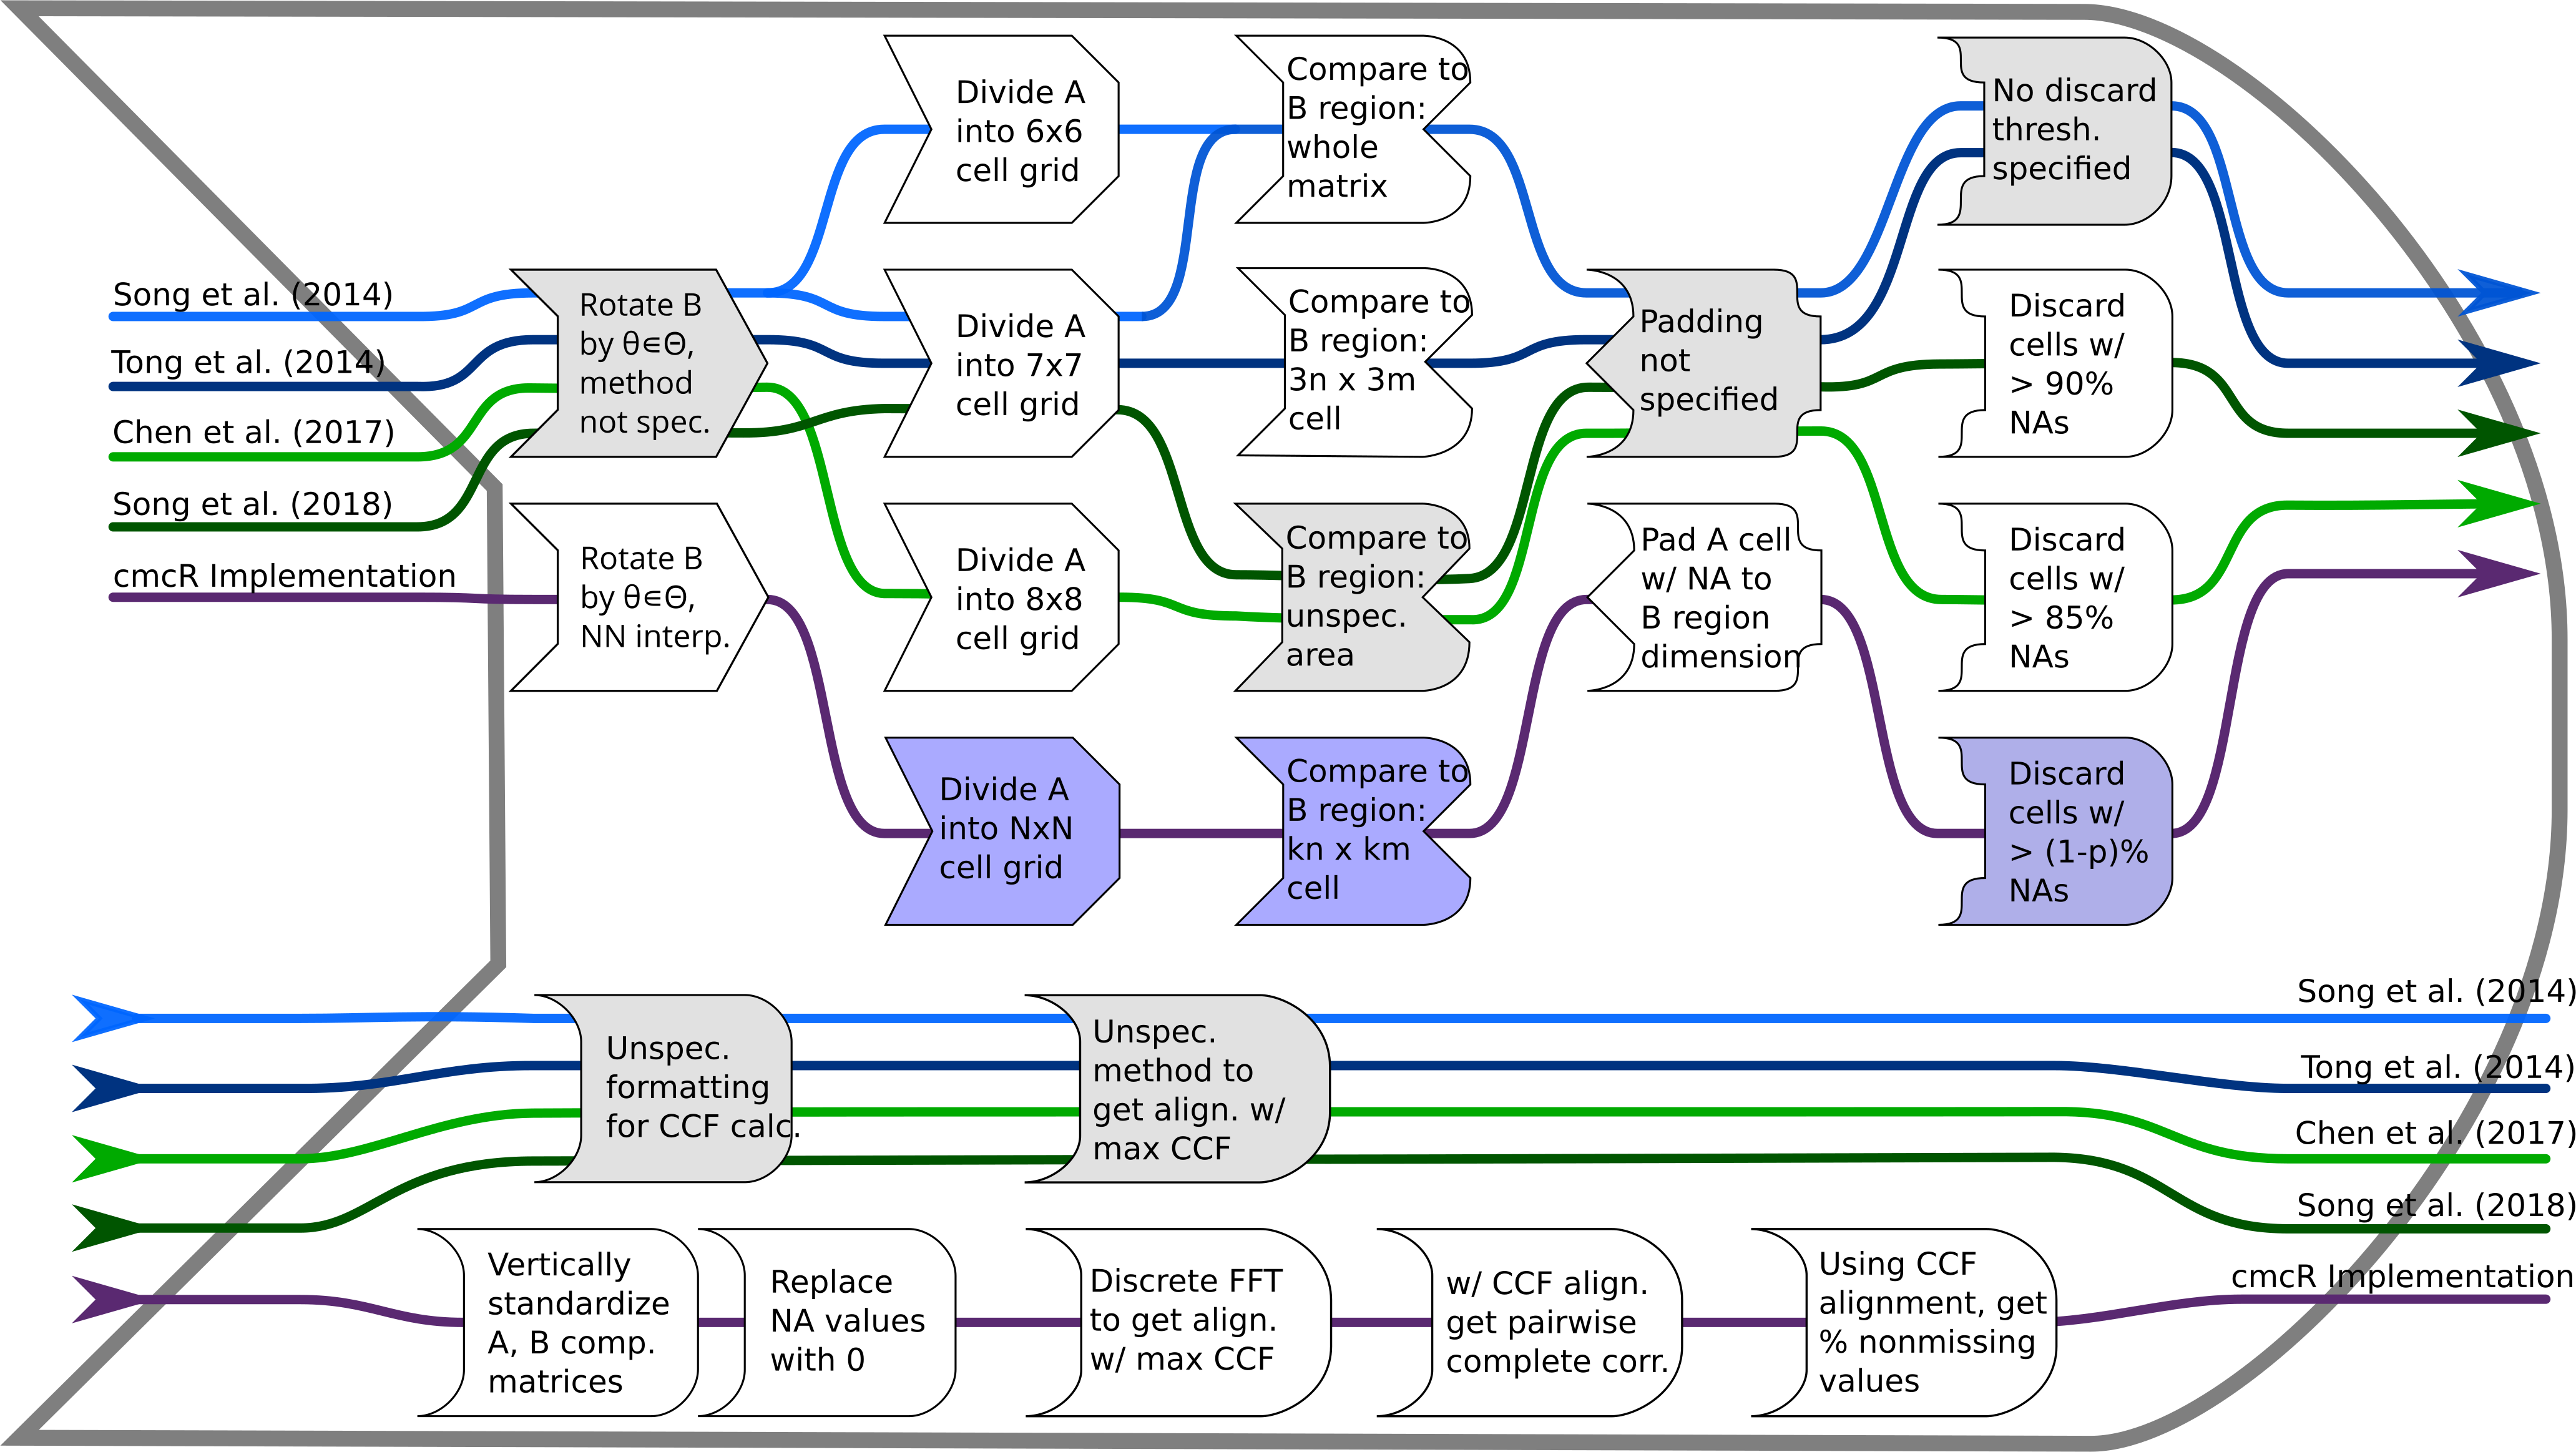 Song et al. (2014)
Tong et al. (2014)
Chen et al. (2017)
Song et al. (2018)
cmcR Implementation
Rotate B
by θ∈Θ,
method
not spec.
Rotate B
by θ∈Θ,
NN interp.
Divide A
into 6x6
cell grid
Divide A
into 7x7
cell grid
Divide A
into 8x8
cell grid
Divide A
into NxN
cell grid
Compare to
B region:
whole
matrix
Compare to
B region:
3n x 3m
cell
Compare to
B region:
unspec.
area
Compare to
B region:
kn x km
cell
Padding
not
specified
Pad A cell
w/ NA to
B region
dimension
No discard
thresh.
specified
Discard
cells w/
> 90%
NAs
Discard
cells w/
> 85%
NAs
Discard
cells w/
> (1-p)%
NAs
Unspec.
formatting
for CCF calc.
Unspec.
method to
get align. w/
max CCF
Song et al. (2014)
Tong et al. (2014)
Chen et al. (2017)
Song et al. (2018)
cmcR Implementation
Vertically
standardize
A, B comp.
matrices
Replace
NA values
with 0
Discrete FFT
to get align.
w/ max CCF
w/ CCF align.
get pairwise
complete corr.
Using CCF
alignment, get
% nonmissing
values